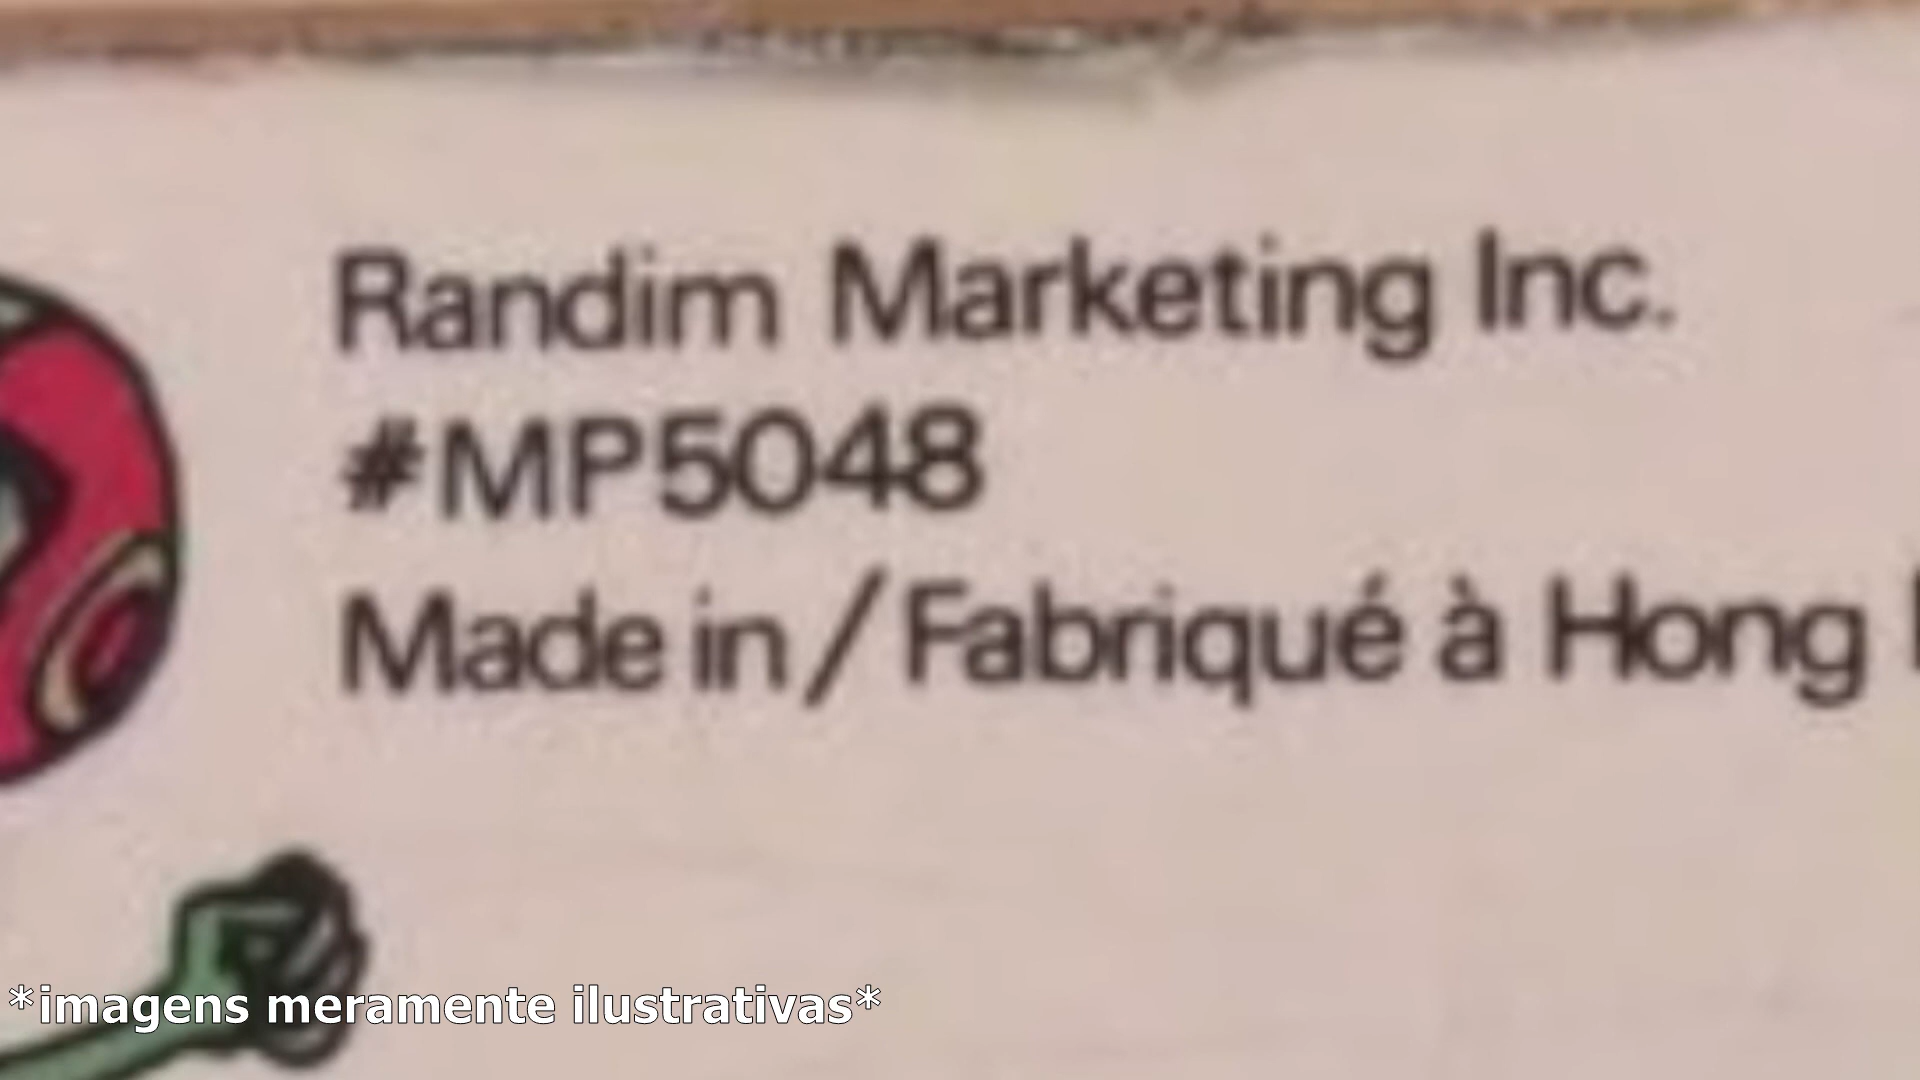 Randim Marketing Inc.
#MP5048
Made in/Fabriqué à Hong
*imagens meramente ilustrativas*